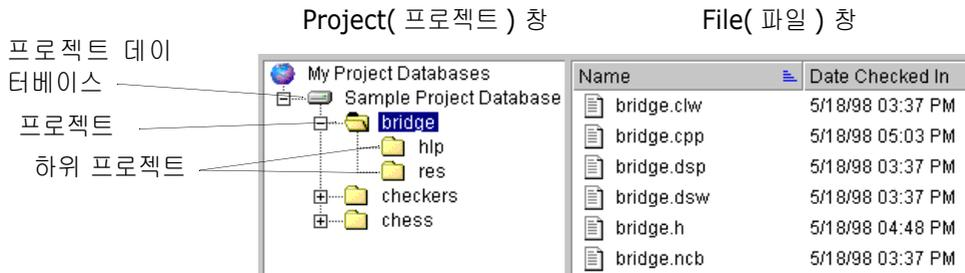 Project( 프로젝트 ) 창
File( 파일 ) 창
프로젝트 데이
터베이스
프로젝트
하위 프로젝트
My Project Databases
Sample Project Database
bridge
hlp
res
checkers
chess
Name Date Checked In
bridge.clw 5/18/98 03:37 PM
bridge.cpp 5/18/98 05:03 PM
bridge.dsp 5/18/98 03:37 PM
bridge.dsw 5/18/98 03:37 PM
bridge.h 5/18/98 04:48 PM
bridge.ncb 5/18/98 03:37 PM